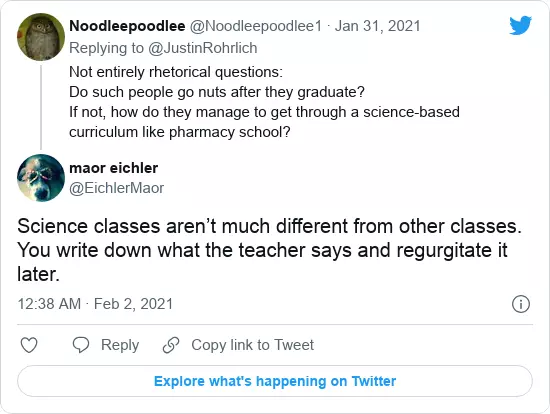 Noodleepoodlee @Noodleepoodlee1 · Jan 31, 2021
Replying to @JustinRohrlich
Not entirely rhetorical questions:
Do such people go nuts after they graduate?
If not, how do they manage to get through a science-based
curriculum like pharmacy school?
maor eichler
@EichlerMaor
Science classes aren’t much different from other classes.
You write down what the teacher says and regurgitate it
later.
12:38 AM · Feb 2, 2021
Reply
Copy link to Tweet
Explore what's happening on Twitter